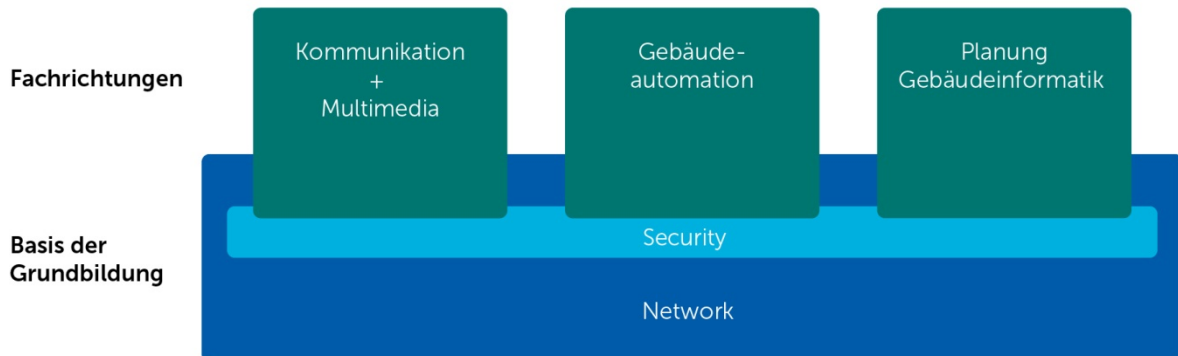 Fachrichtungen
Kommunikation
+
Multimedia
Gebäude-
automation
Planung
Gebäudeinformatik
Basis der
Grundbildung
Security
Network